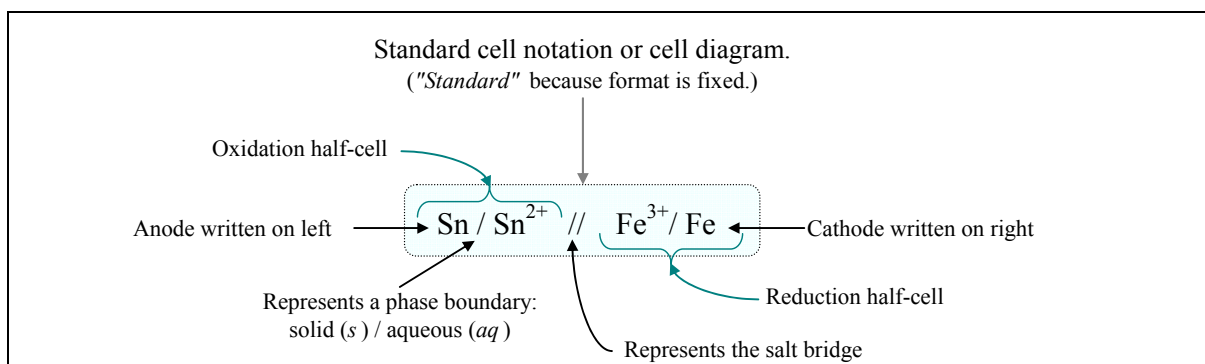 Standard cell notation or cell diagram.
("Standard" because format is fixed.)
Oxidation half-cell
Anode written on left
Sn / Sn²⁺ // Fe³⁺/ Fe
Cathode written on right
Represents a phase boundary:
solid (s ) / aqueous (aq )
Reduction half-cell
Represents the salt bridge